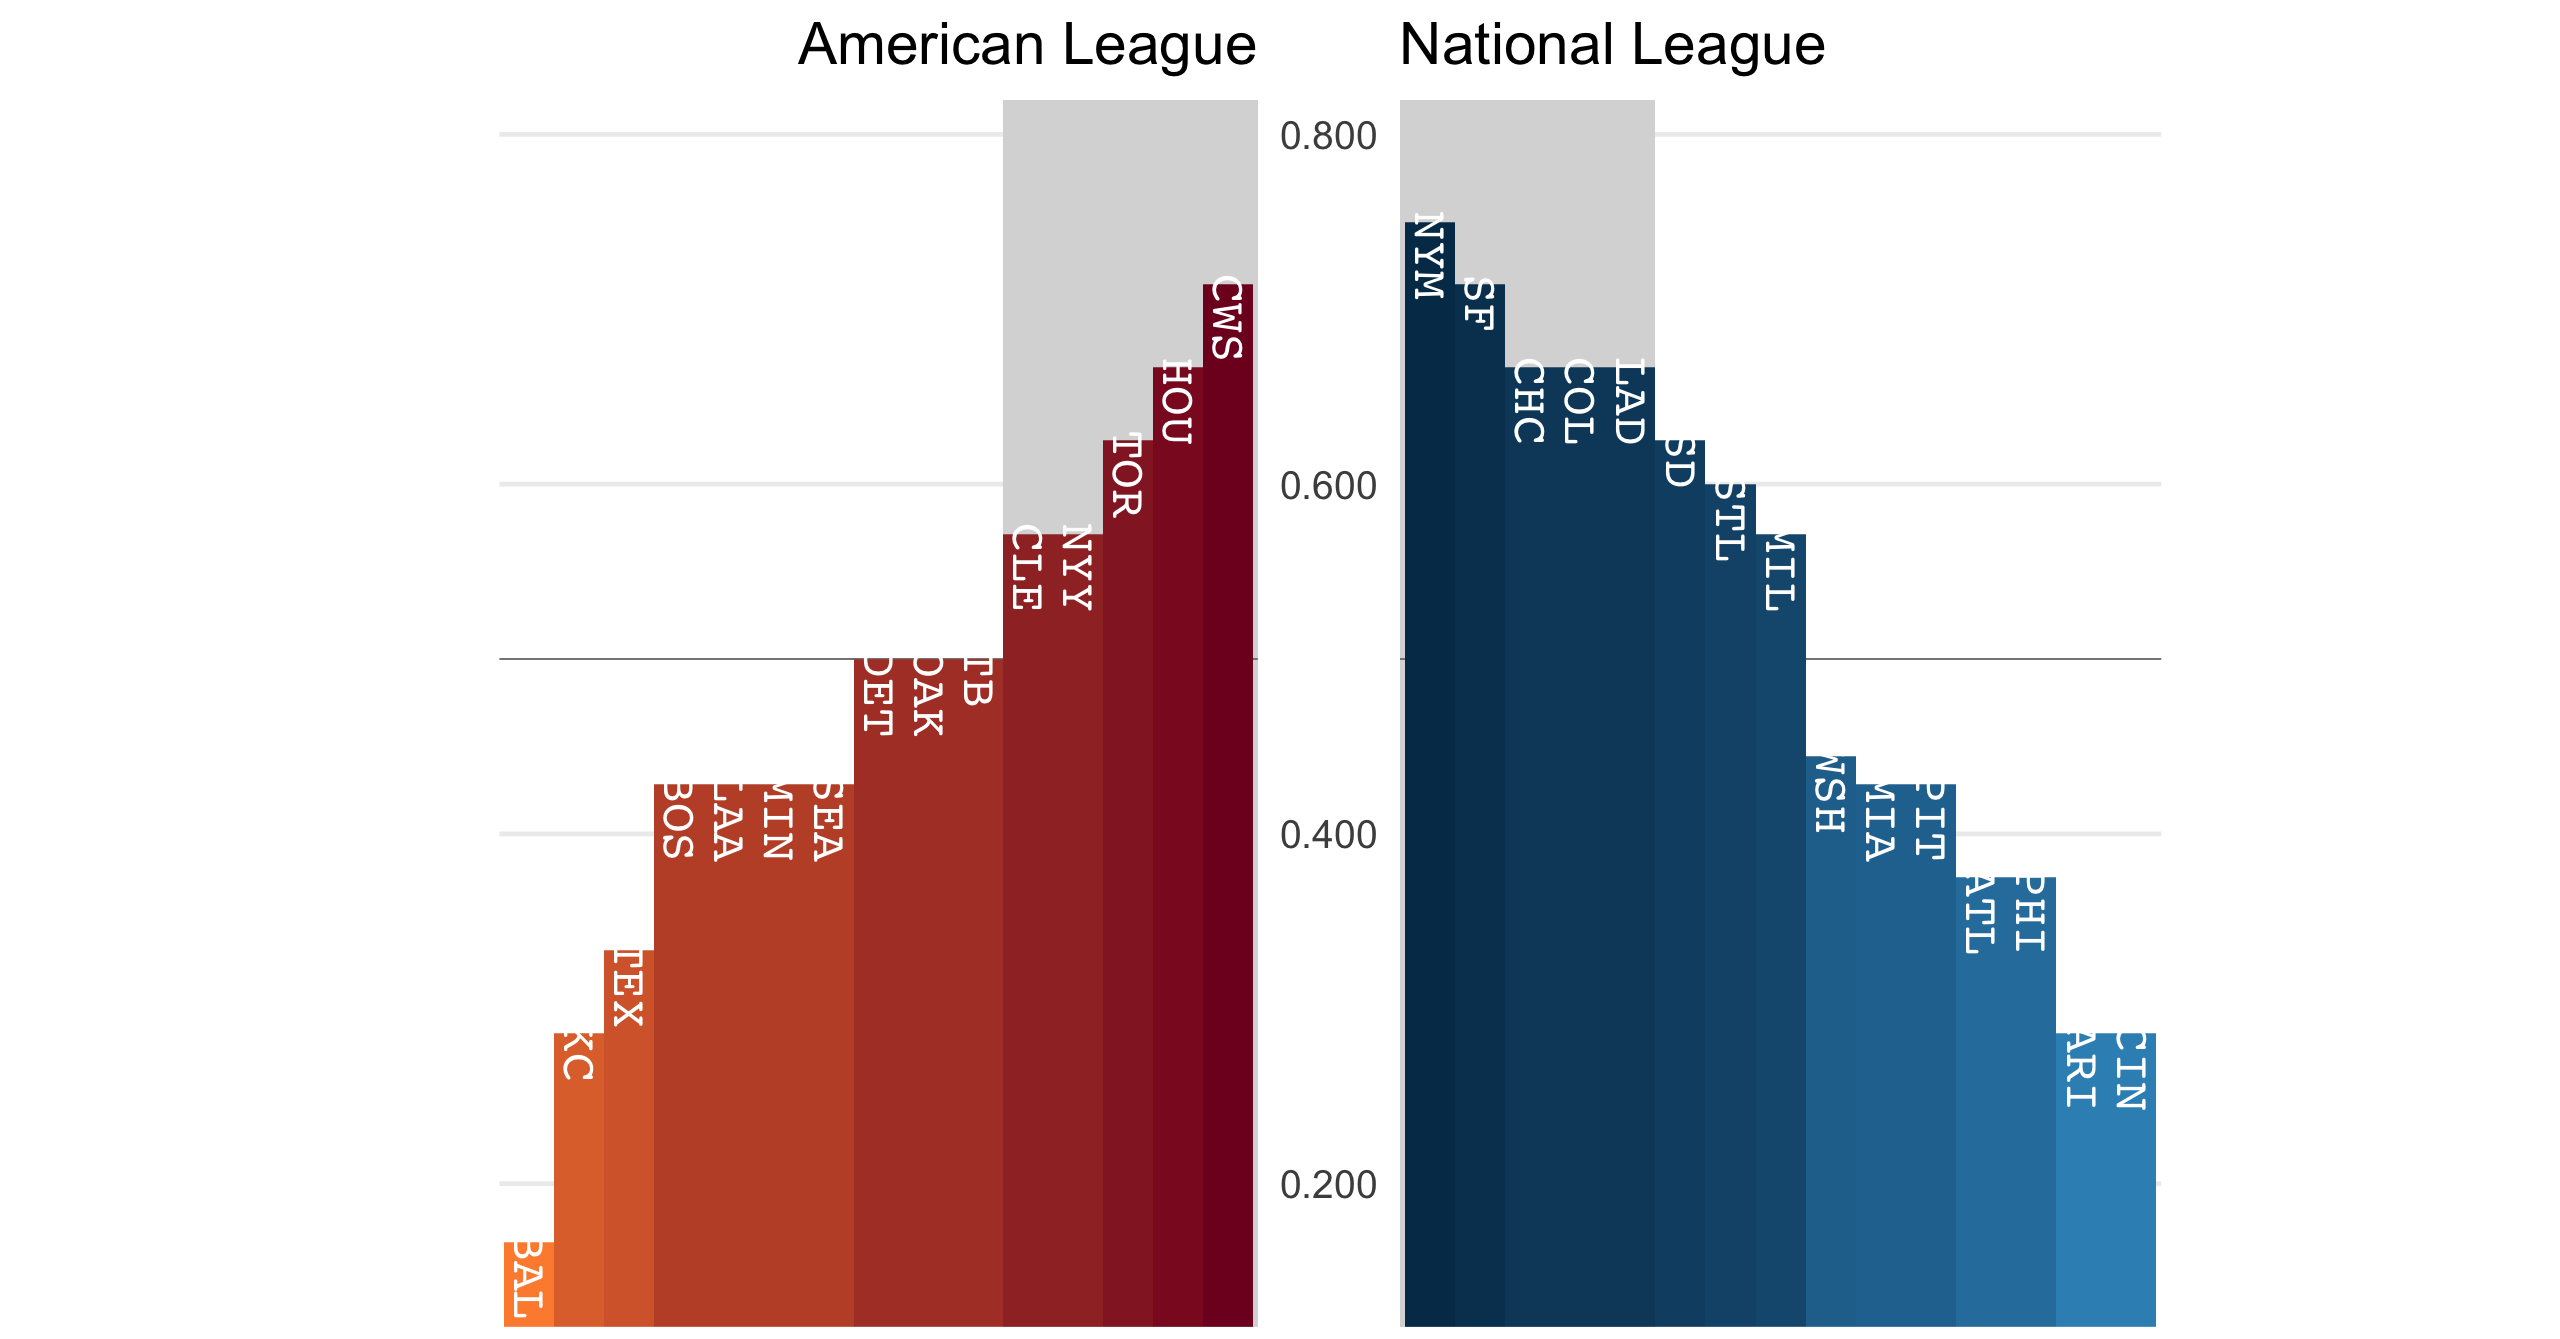 American League
National League
0.800
0.600
0.400
0.200
BAL
KC
TEX
BOS
LAA
MIN
SEA
DET
OAK
TB
CLE
NYY
TOR
HOU
CWS
NYM
SF
CHC
COL
LAD
SD
STL
MIL
WSH
MIA
PIT
ATL
PHI
ARI
CIN